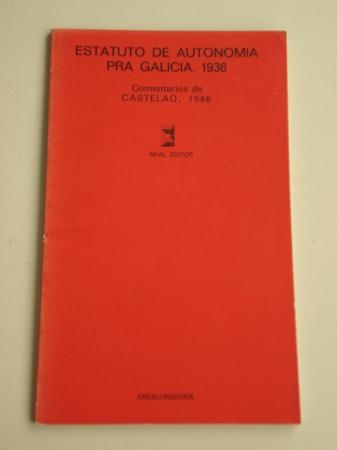 ESTATUTO DE AUTONOMIA
PRA GALICIA, 1936
Comentarios de
CASTELAO, 1948
AKAL EDITOR
AREALONGUIRA